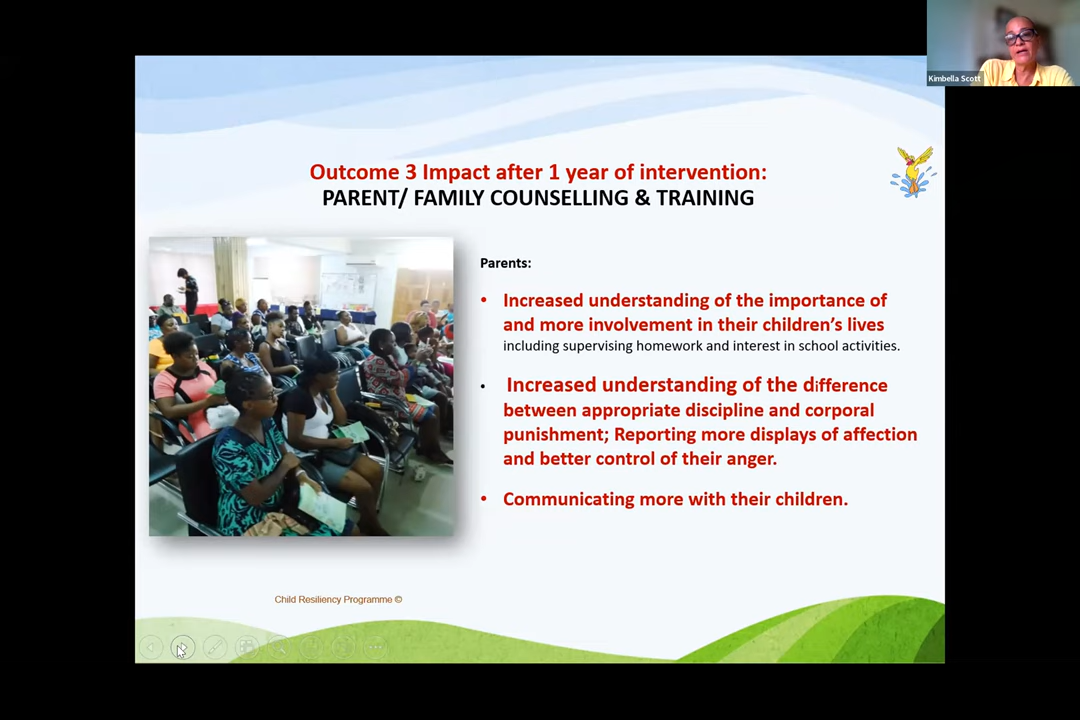 Kimbella Scott
Outcome 3 Impact after 1 year of intervention:
PARENT/ FAMILY COUNSELLING & TRAINING
Parents:
• Increased understanding of the importance of
and more involvement in their children’s lives
including supervising homework and interest in school activities.
• Increased understanding of the difference
between appropriate discipline and corporal
punishment; Reporting more displays of affection
and better control of their anger.
• Communicating more with their children.
Child Resiliency Programme ©